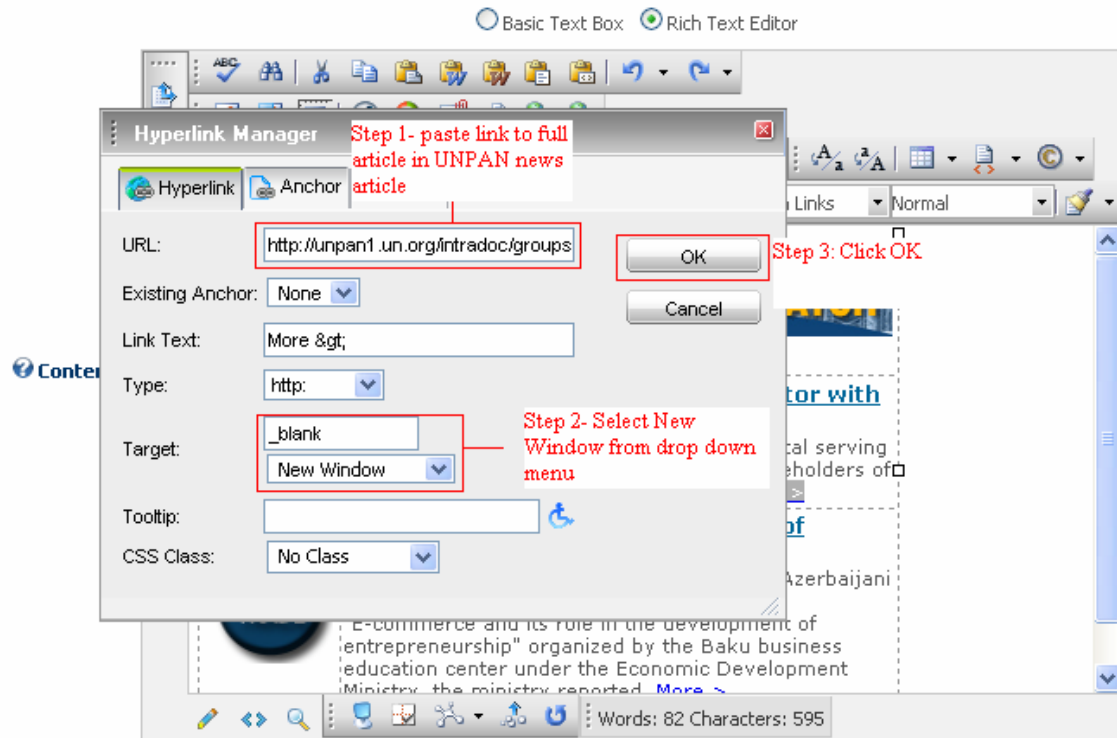 Basic Text Box Rich Text Editor
ABC
Hyperlink Manager
Step 1- paste link to full
article in UNPAN news
article
Hyperlink Anchor
Links Normal
URL: http://unpan1.un.org/intradoc/groups
OK
Step 3: Click OK
Existing Anchor: None
Cancel
Link Text: More &gt;
Type: http:
tor with
Target: _blank
New Window
Step 2- Select New
Window from drop down
menu
tal serving
eholders of
>
Tooltip:
of
CSS Class: No Class
Azerbaijani
"E-commerce and its role in the development of
entrepreneurship" organized by the Baku business
education center under the Economic Development
Ministry, the ministry reported. More >
Words: 82 Characters: 595